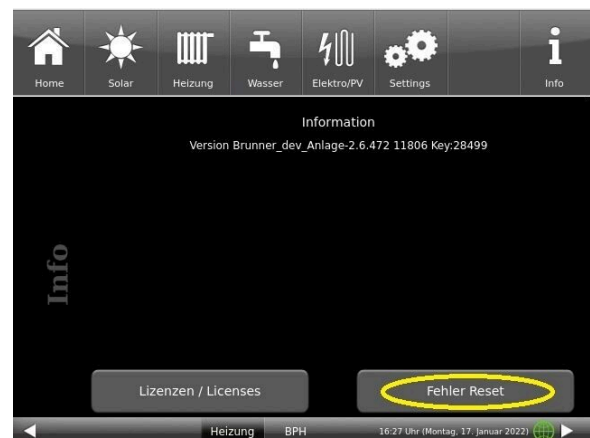 Home Solar Heizung Wasser Elektro/PV Settings Info
Information
Version Brunner_dev_Anlage-2.6.472 11806 Key:28499
Info
Lizenzen / Licenses Fehler Reset
Heizung BPH 16:27 Uhr (Montag, 17. Januar 2022)